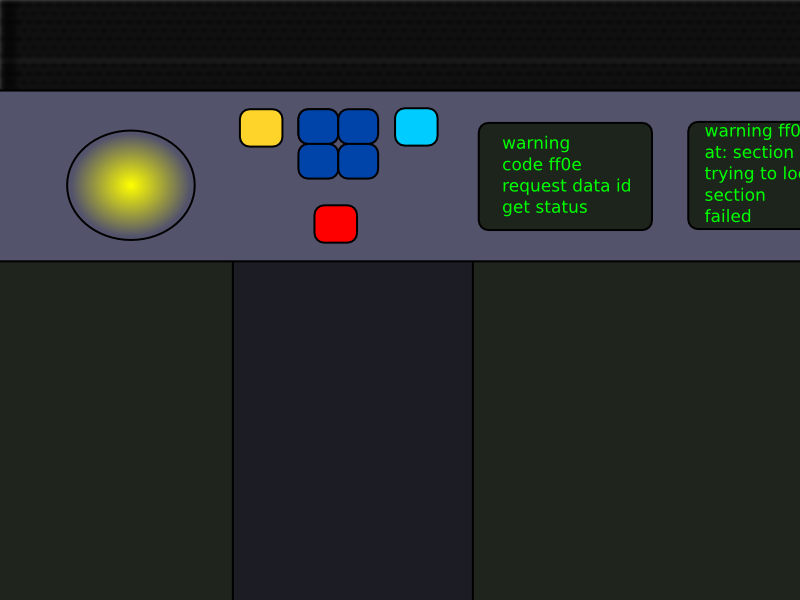 warning
code ff0e
request data id
get status
warning
at: section
trying to
section
failed